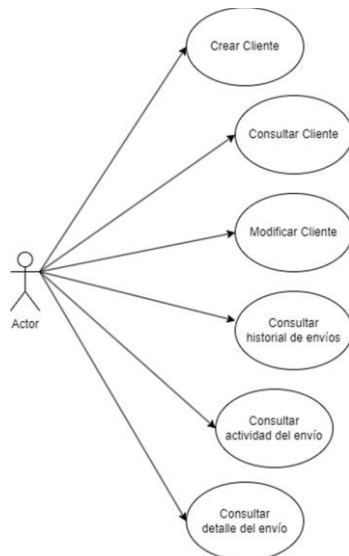 Crear Cliente
Consultar Cliente
Modificar Cliente
Actor
Consultar
historial de envíos
Consultar
actividad del envío
Consultar
detalle del envío